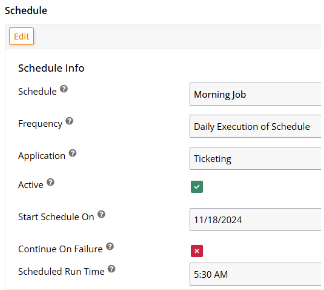 Schedule
Edit
Schedule Info
Schedule ? Morning Job
Frequency ? Daily Execution of Schedule
Application ? Ticketing
Active ?
Start Schedule On ? 11/18/2024
Continue On Failure ?
Scheduled Run Time ? 5:30 AM